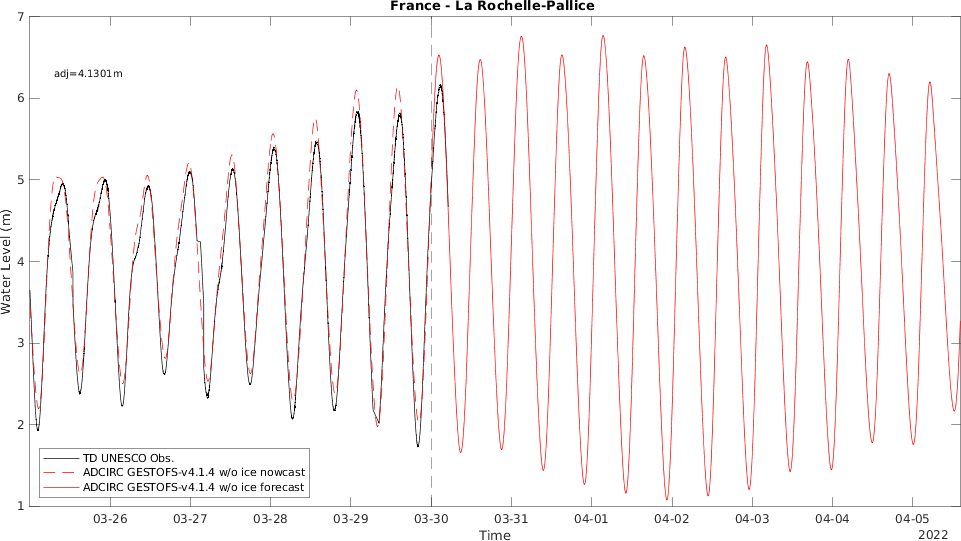 France - La Rochelle-Pallice
adj=4.1301m
7
6
5
4
3
2
1
Water Level (m)
TD UNESCO Obs.
ADCIRC GESTOFS-v4.1.4 w/o ice nowcast
ADCIRC GESTOFS-v4.1.4 w/o ice forecast
03-26 03-27 03-28 03-29 03-30 03-31 04-01 04-02 04-03 04-04 04-05
Time
2022